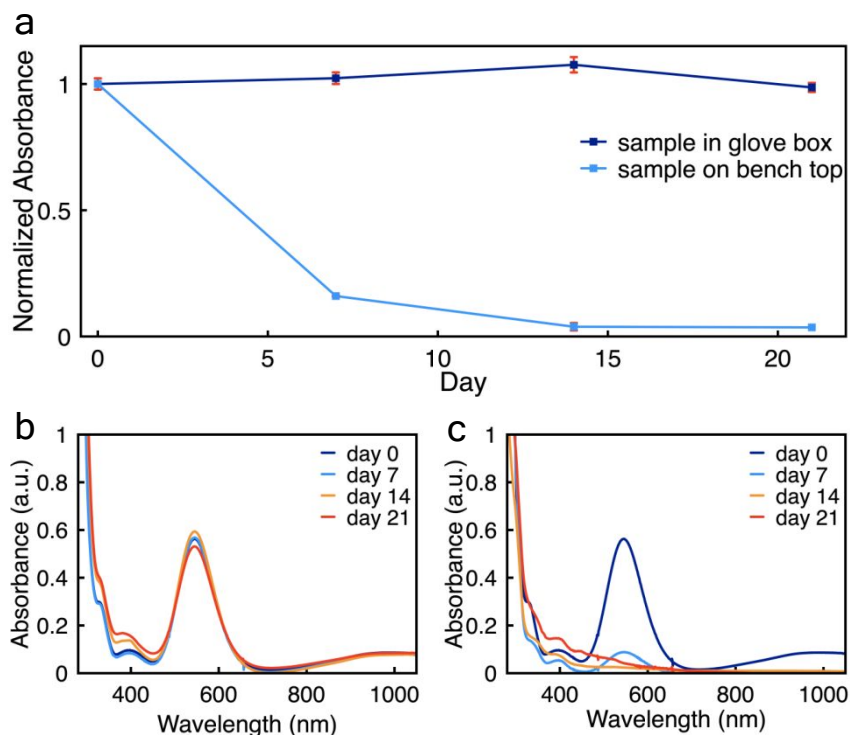 a
Normalized Absorbance
1
0.5
0
sample in glove box
sample on bench top
0 5 10 15 20
Day
b
Absorbance (a.u.)
1
0.8
0.6
0.4
0.2
0
day 0
day 7
day 14
day 21
400 600 800 1000
Wavelength (nm)
c
Absorbance (a.u.)
1
0.8
0.6
0.4
0.2
0
day 0
day 7
day 14
day 21
400 600 800 1000
Wavelength (nm)